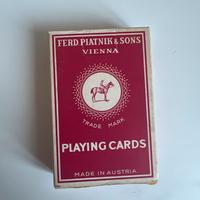 FERD. PIATNIK & SONS
VIENNA
TRADE MARK
PLAYING CARDS
MADE IN AUSTRIA